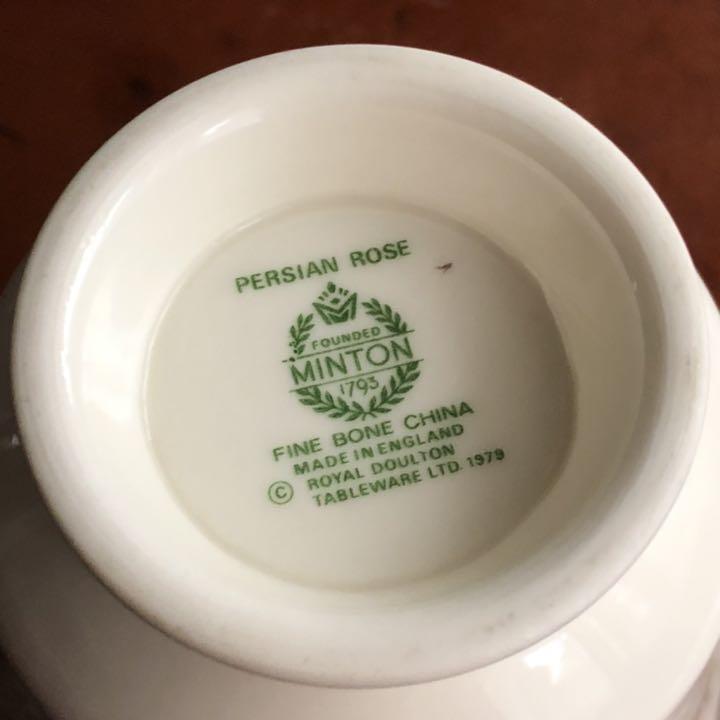 PERSIAN ROSE
FOUNDED
MINTON
1793
FINE BONE CHINA
MADE IN ENGLAND
© ROYAL DOULTON
TABLEWARE LTD. 1979